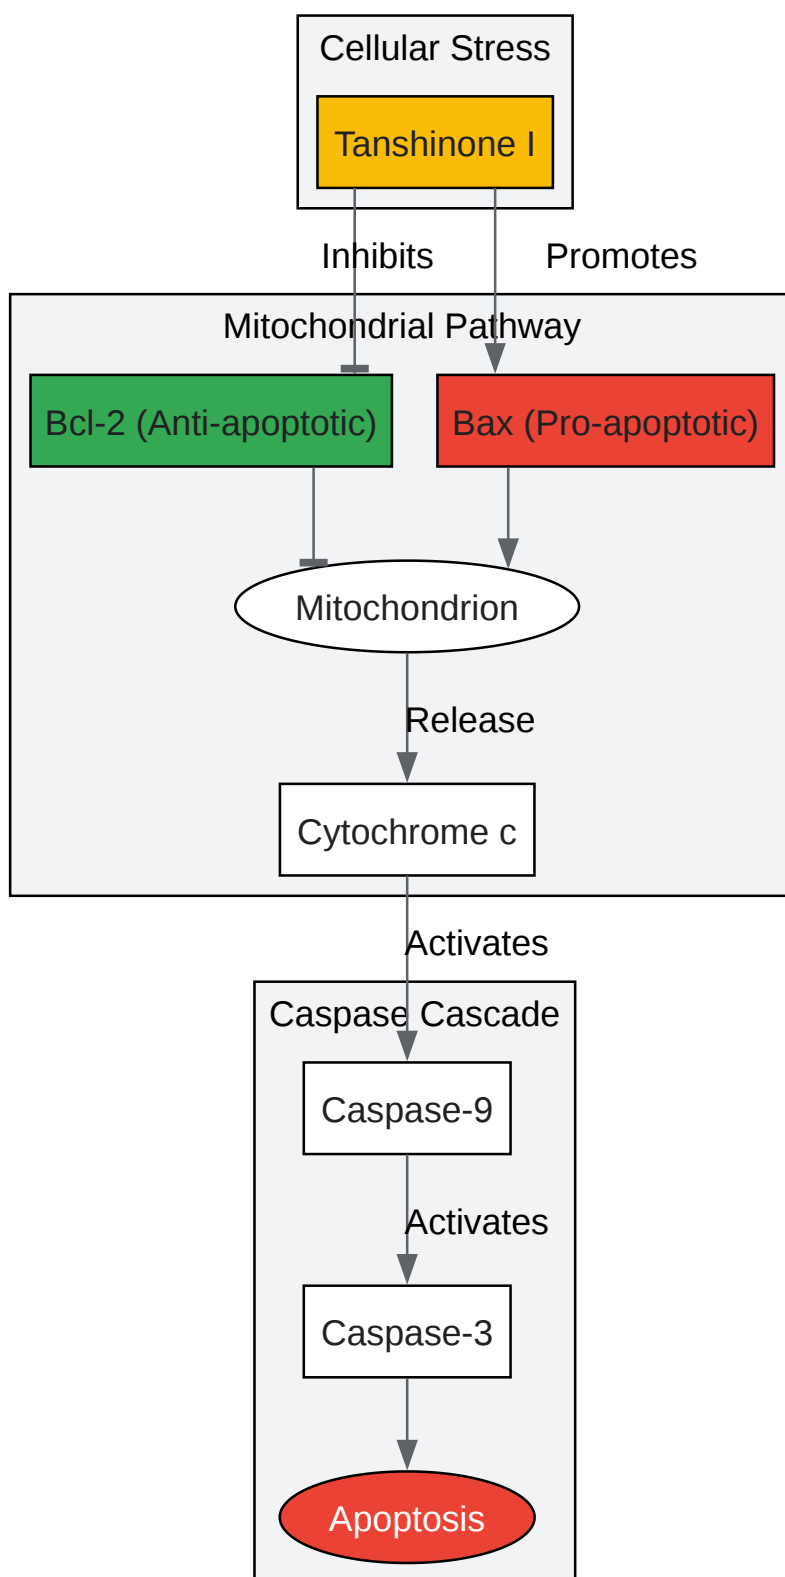 Cellular Stress
Tanshinone I
Inhibits
Promotes
Mitochondrial Pathway
Bcl-2 (Anti-apoptotic)
Bax (Pro-apoptotic)
Mitochondrion
Release
Cytochrome c
Activates
Caspase Cascade
Caspase-9
Activates
Caspase-3
Apoptosis